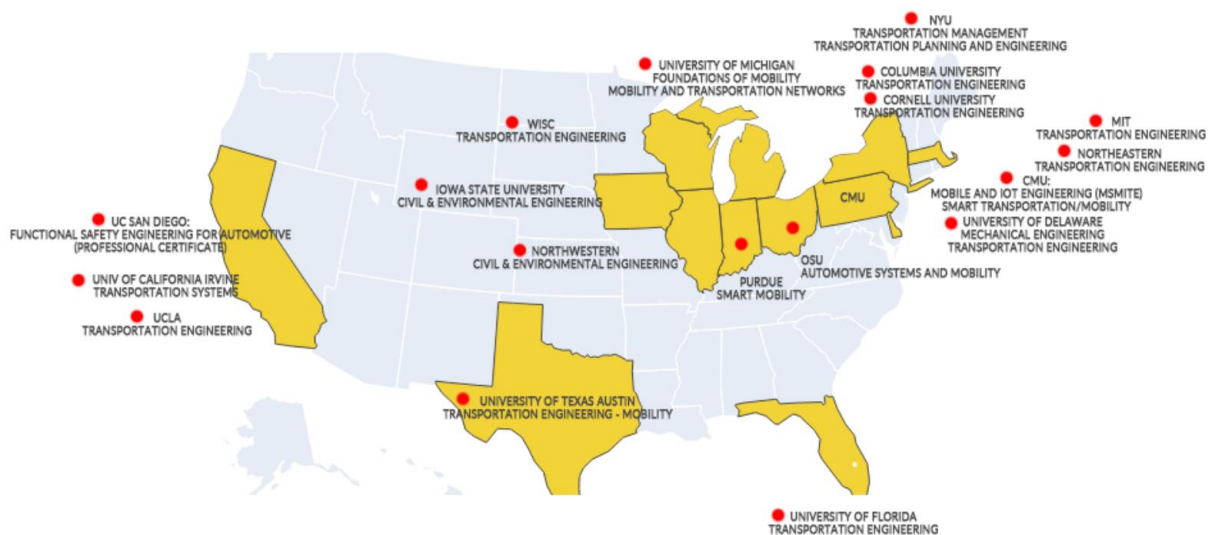 NYU
TRANSPORTATION MANAGEMENT
TRANSPORTATION PLANNING AND ENGINEERING
UNIVERSITY OF MICHIGAN
FOUNDATIONS OF MOBILITY
MOBILITY AND TRANSPORTATION NETWORKS
COLUMBIA UNIVERSITY
TRANSPORTATION ENGINEERING
CORNELL UNIVERSITY
TRANSPORTATION ENGINEERING
WISC
TRANSPORTATION ENGINEERING
MIT
TRANSPORTATION ENGINEERING
NORTHEASTERN
TRANSPORTATION ENGINEERING
IOWA STATE UNIVERSITY
CIVIL & ENVIRONMENTAL ENGINEERING
CMU
CMU:
MOBILE AND IOT ENGINEERING (MSMITE)
SMART TRANSPORTATION/MOBILITY
UC SAN DIEGO:
FUNCTIONAL SAFETY ENGINEERING FOR AUTOMOTIVE
(PROFESSIONAL CERTIFICATE)
UNIVERSITY OF DELAWARE
MECHANICAL ENGINEERING
TRANSPORTATION ENGINEERING
NORTHWESTERN
CIVIL & ENVIRONMENTAL ENGINEERING
OSU
AUTOMOTIVE SYSTEMS AND MOBILITY
PURDUE
SMART MOBILITY
UNIV OF CALIFORNIA IRVINE
TRANSPORTATION SYSTEMS
UCLA
TRANSPORTATION ENGINEERING
UNIVERSITY OF TEXAS AUSTIN
TRANSPORTATION ENGINEERING - MOBILITY
UNIVERSITY OF FLORIDA
TRANSPORTATION ENGINEERING